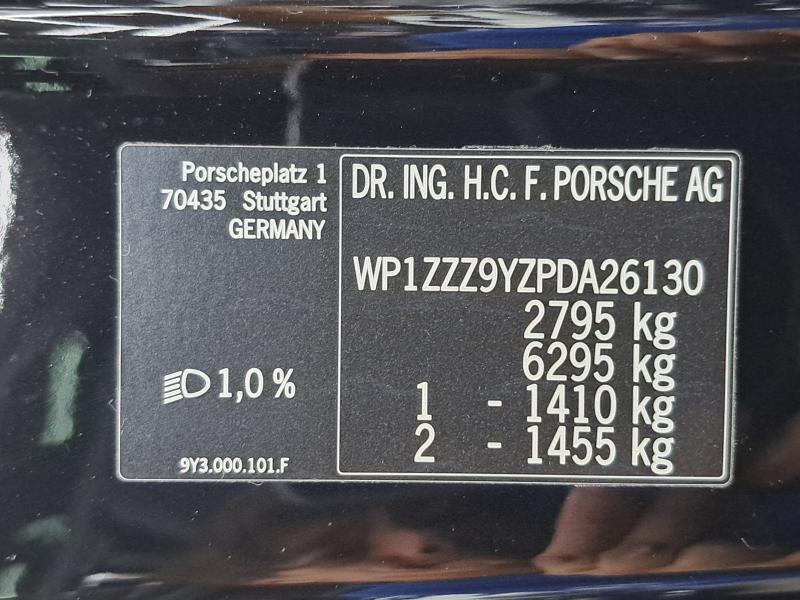 Porscheplatz 1
70435 Stuttgart
GERMANY
1,0 %
9Y3.000.101.F
DR. ING. H.C. F. PORSCHE AG
WP1ZZZ9YZPDA26130
2795 kg
6295 kg
1 - 1410 kg
2 - 1455 kg